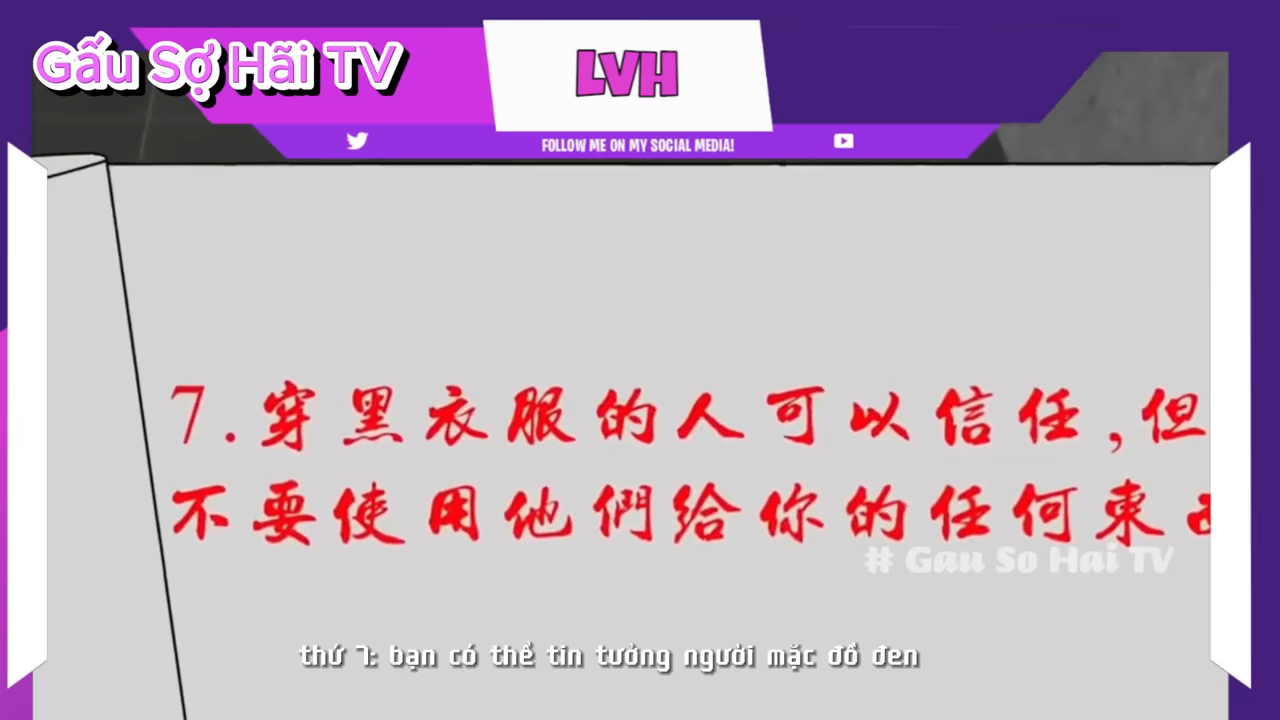 Gấu Sợ Hãi TV
LVH
FOLLOW ME ON MY SOCIAL MEDIA!
7.穿黑衣服的人可以信任,但
不要使用他們给你的任何東西
# Gau So Hai TV
thứ 7: bạn có thể tin tưởng người mặc đồ đen